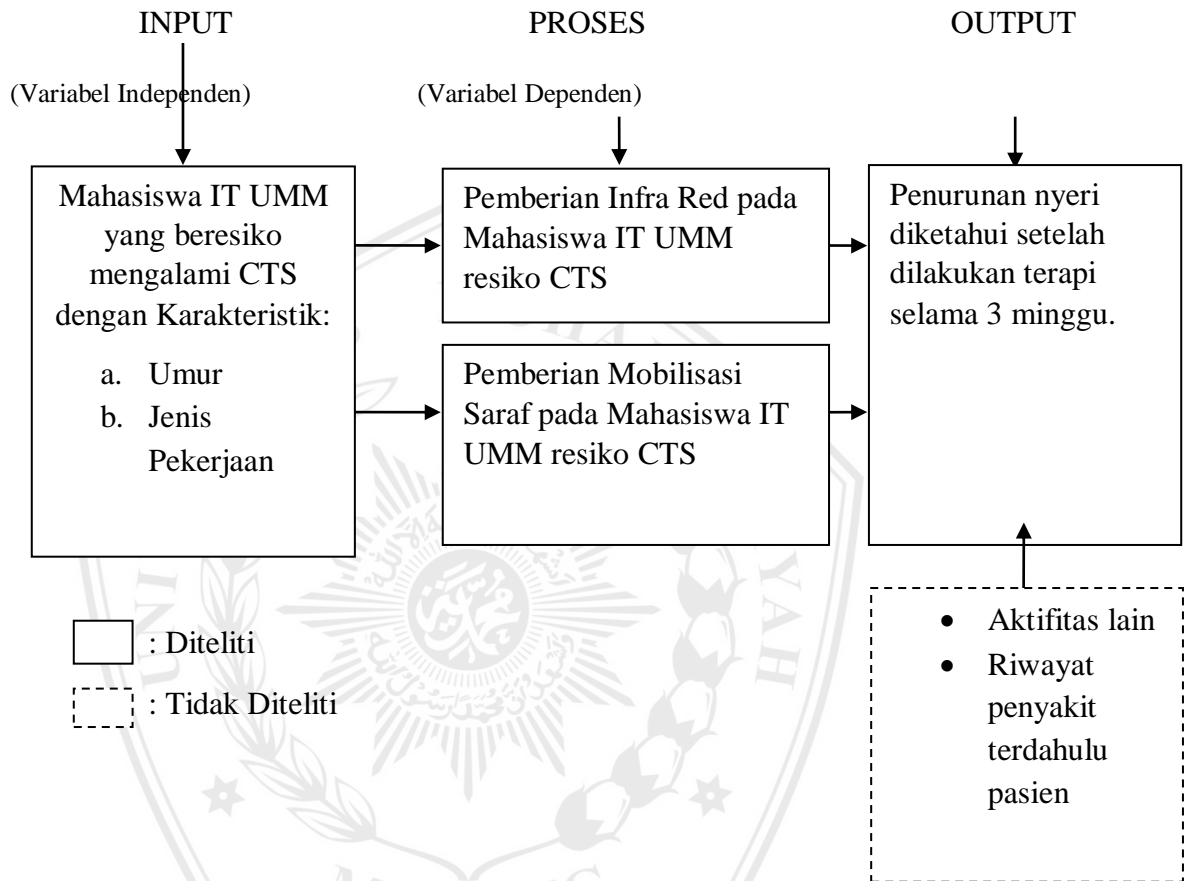 INPUT
PROSES
OUTPUT
(Variabel Independen)
(Variabel Dependen)
Mahasiswa IT UMM
yang beresiko
mengalami CTS
dengan Karakteristik:
a. Umur
b. Jenis
Pekerjaan
Pemberian Infra Red pada
Mahasiswa IT UMM
resiko CTS
Pemberian Mobilisasi
Saraf pada Mahasiswa IT
UMM resiko CTS
Penurunan nyeri
diketahui setelah
dilakukan terapi
selama 3 minggu.
• Aktifitas lain
• Riwayat
penyakit
terdahulu
pasien
: Diteliti
: Tidak Diteliti